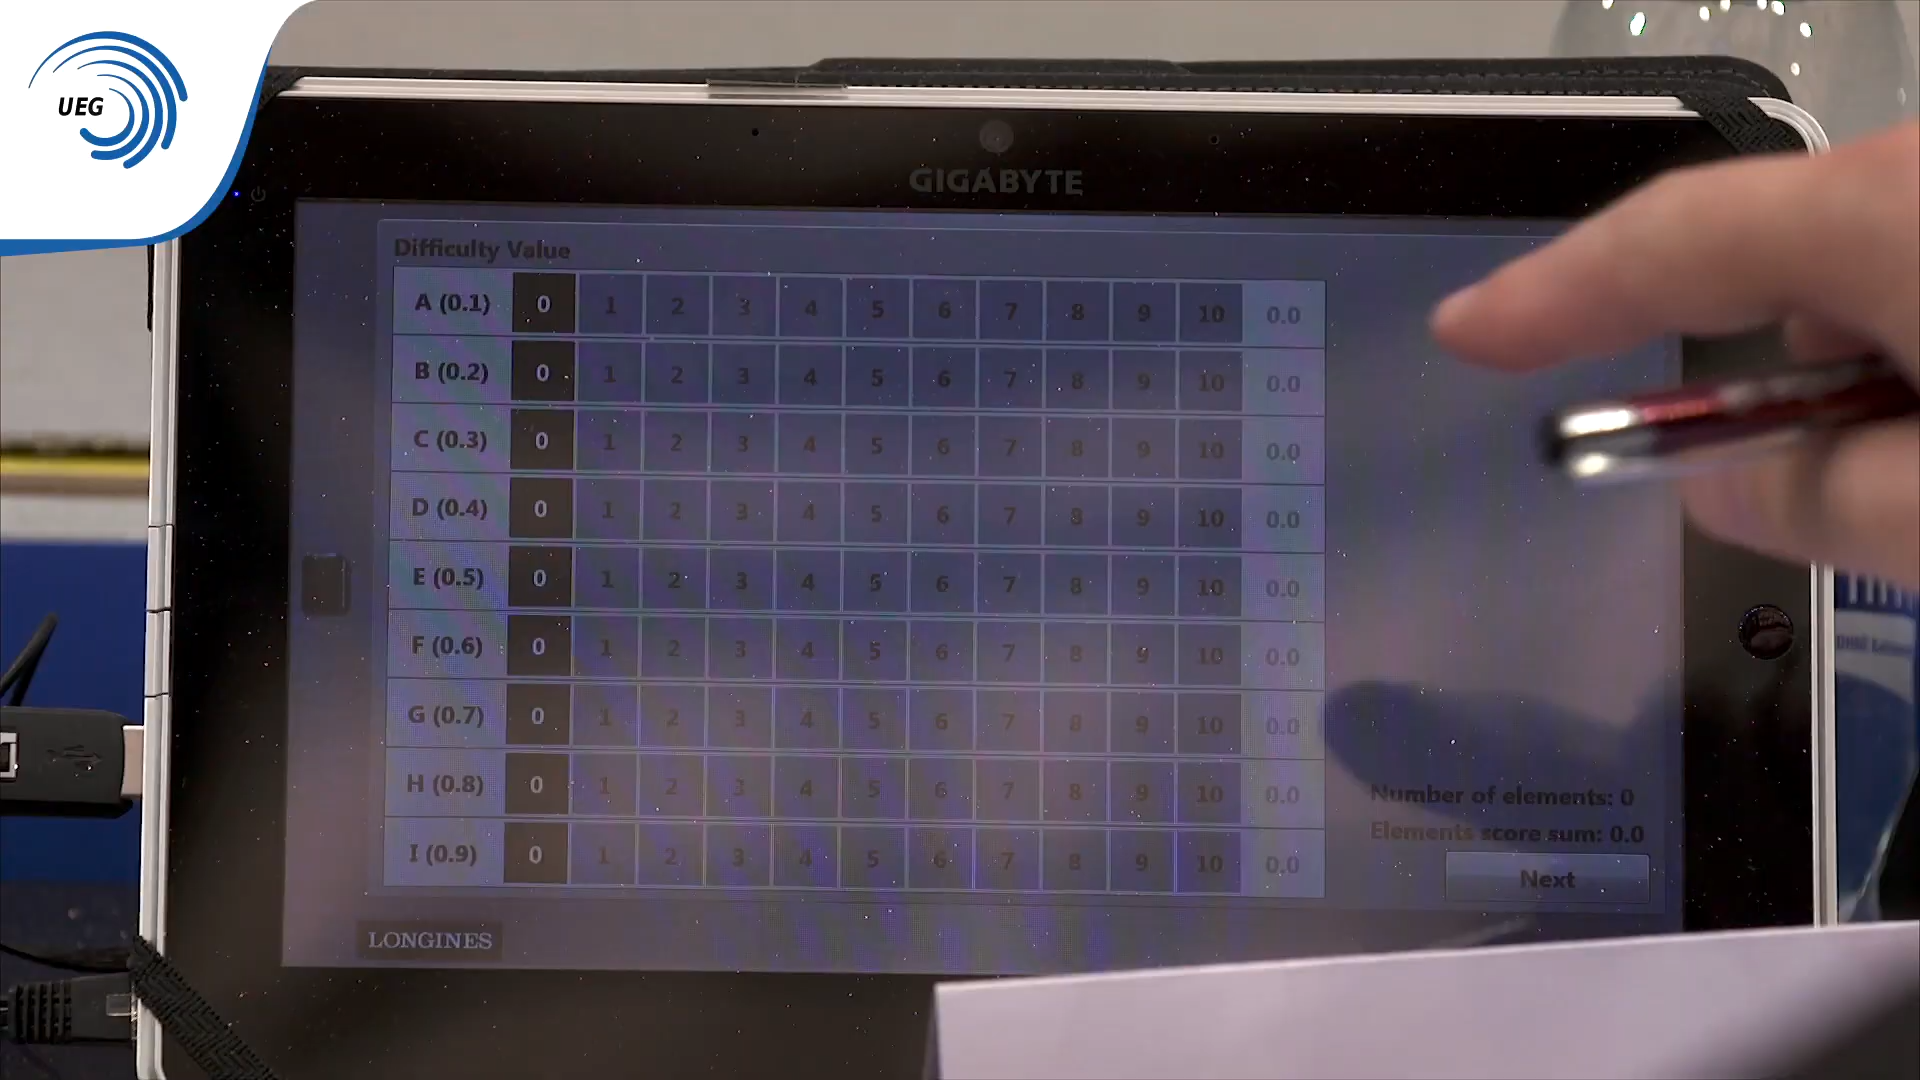 UEG
GIGABYTE
Difficulty Value
A (0.1) 0 1 2 3 4 5 6 7 8 9 10 0.0
B (0.2) 0 1 2 3 4 5 6 7 8 9 10 0.0
C (0.3) 0 1 2 3 4 5 6 7 8 9 10 0.0
D (0.4) 0 1 2 3 4 5 6 7 8 9 10 0.0
E (0.5) 0 1 2 3 4 5 6 7 8 9 10 0.0
F (0.6) 0 1 2 3 4 5 6 7 8 9 10 0.0
G (0.7) 0 1 2 3 4 5 6 7 8 9 10 0.0
H (0.8) 0 1 2 3 4 5 6 7 8 9 10 0.0
I (0.9) 0 1 2 3 4 5 6 7 8 9 10 0.0
Number of elements: 0
Elements score sum: 0.0
Next
LONGINES